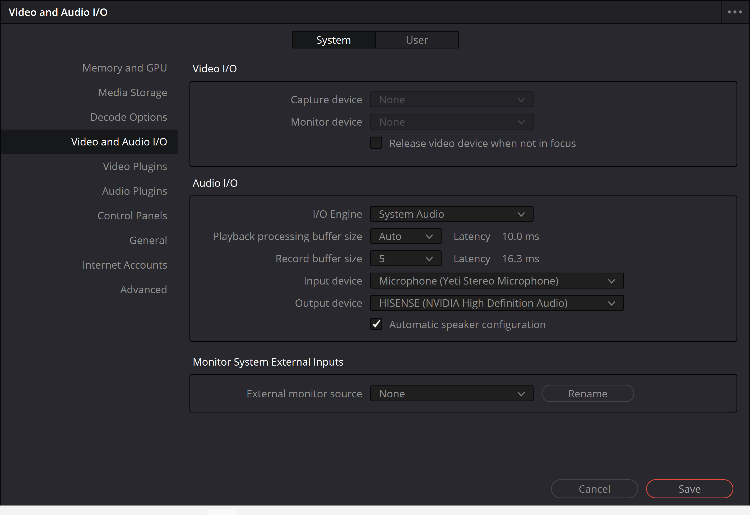 Video and Audio I/O
System User
Memory and GPU
Media Storage
Decode Options
Video and Audio I/O
Video Plugins
Audio Plugins
Control Panels
General
Internet Accounts
Advanced
Video I/O
Capture device None
Monitor device None
Release video device when not in focus
Audio I/O
I/O Engine System Audio
Playback processing buffer size Auto Latency 10.0 ms
Record buffer size 5 Latency 16.3 ms
Input device Microphone (Yeti Stereo Microphone)
Output device HISENSE (NVIDIA High Definition Audio)
Automatic speaker configuration
Monitor System External Inputs
External monitor source None Rename
Cancel Save